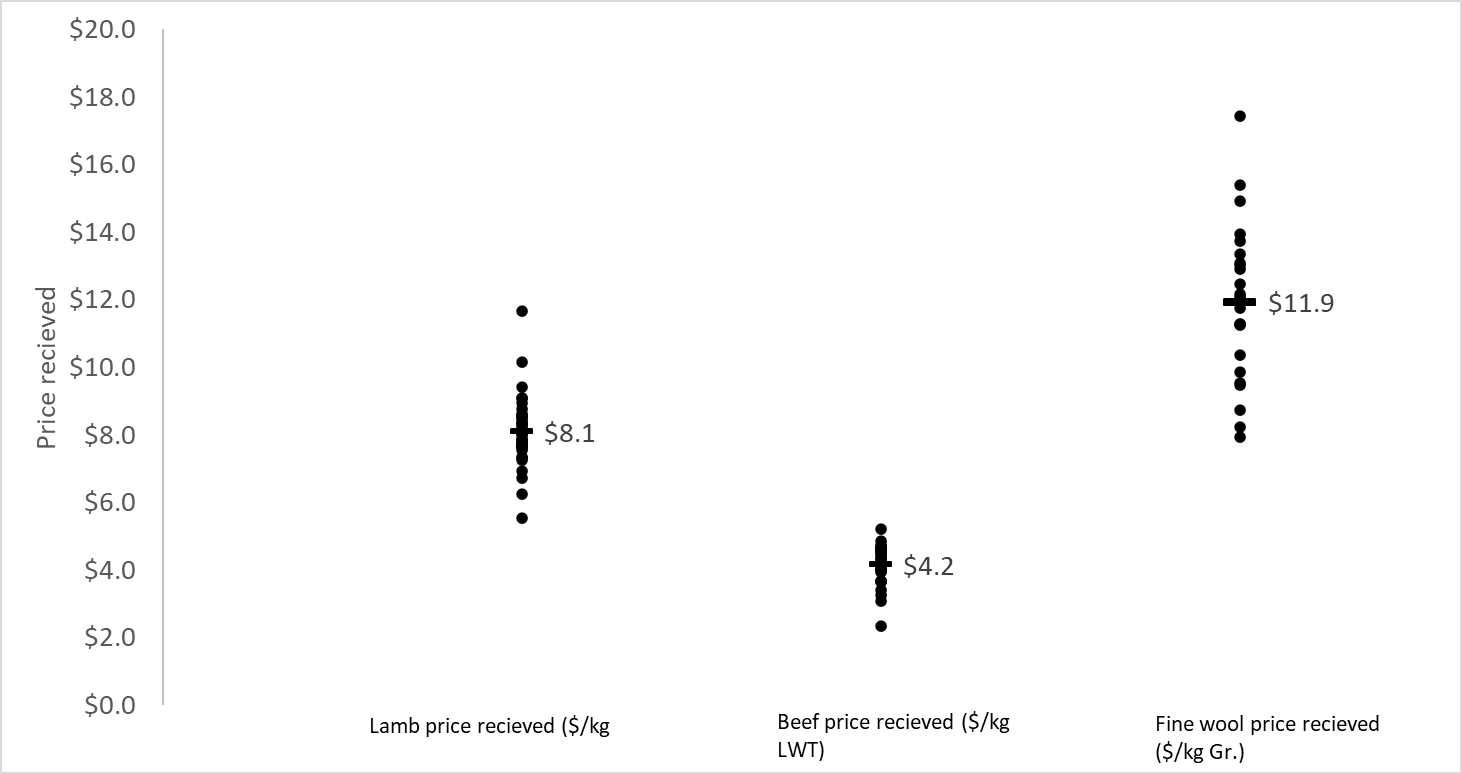 $20.0
$18.0
$16.0
$14.0
$12.0
$10.0
$8.0
$6.0
$4.0
$2.0
$0.0
Price recieved
$8.1
$4.2
$11.9
Lamb price recieved ($/kg
Beef price recieved ($/kg
LWT)
Fine wool price recieved
($/kg Gr.)